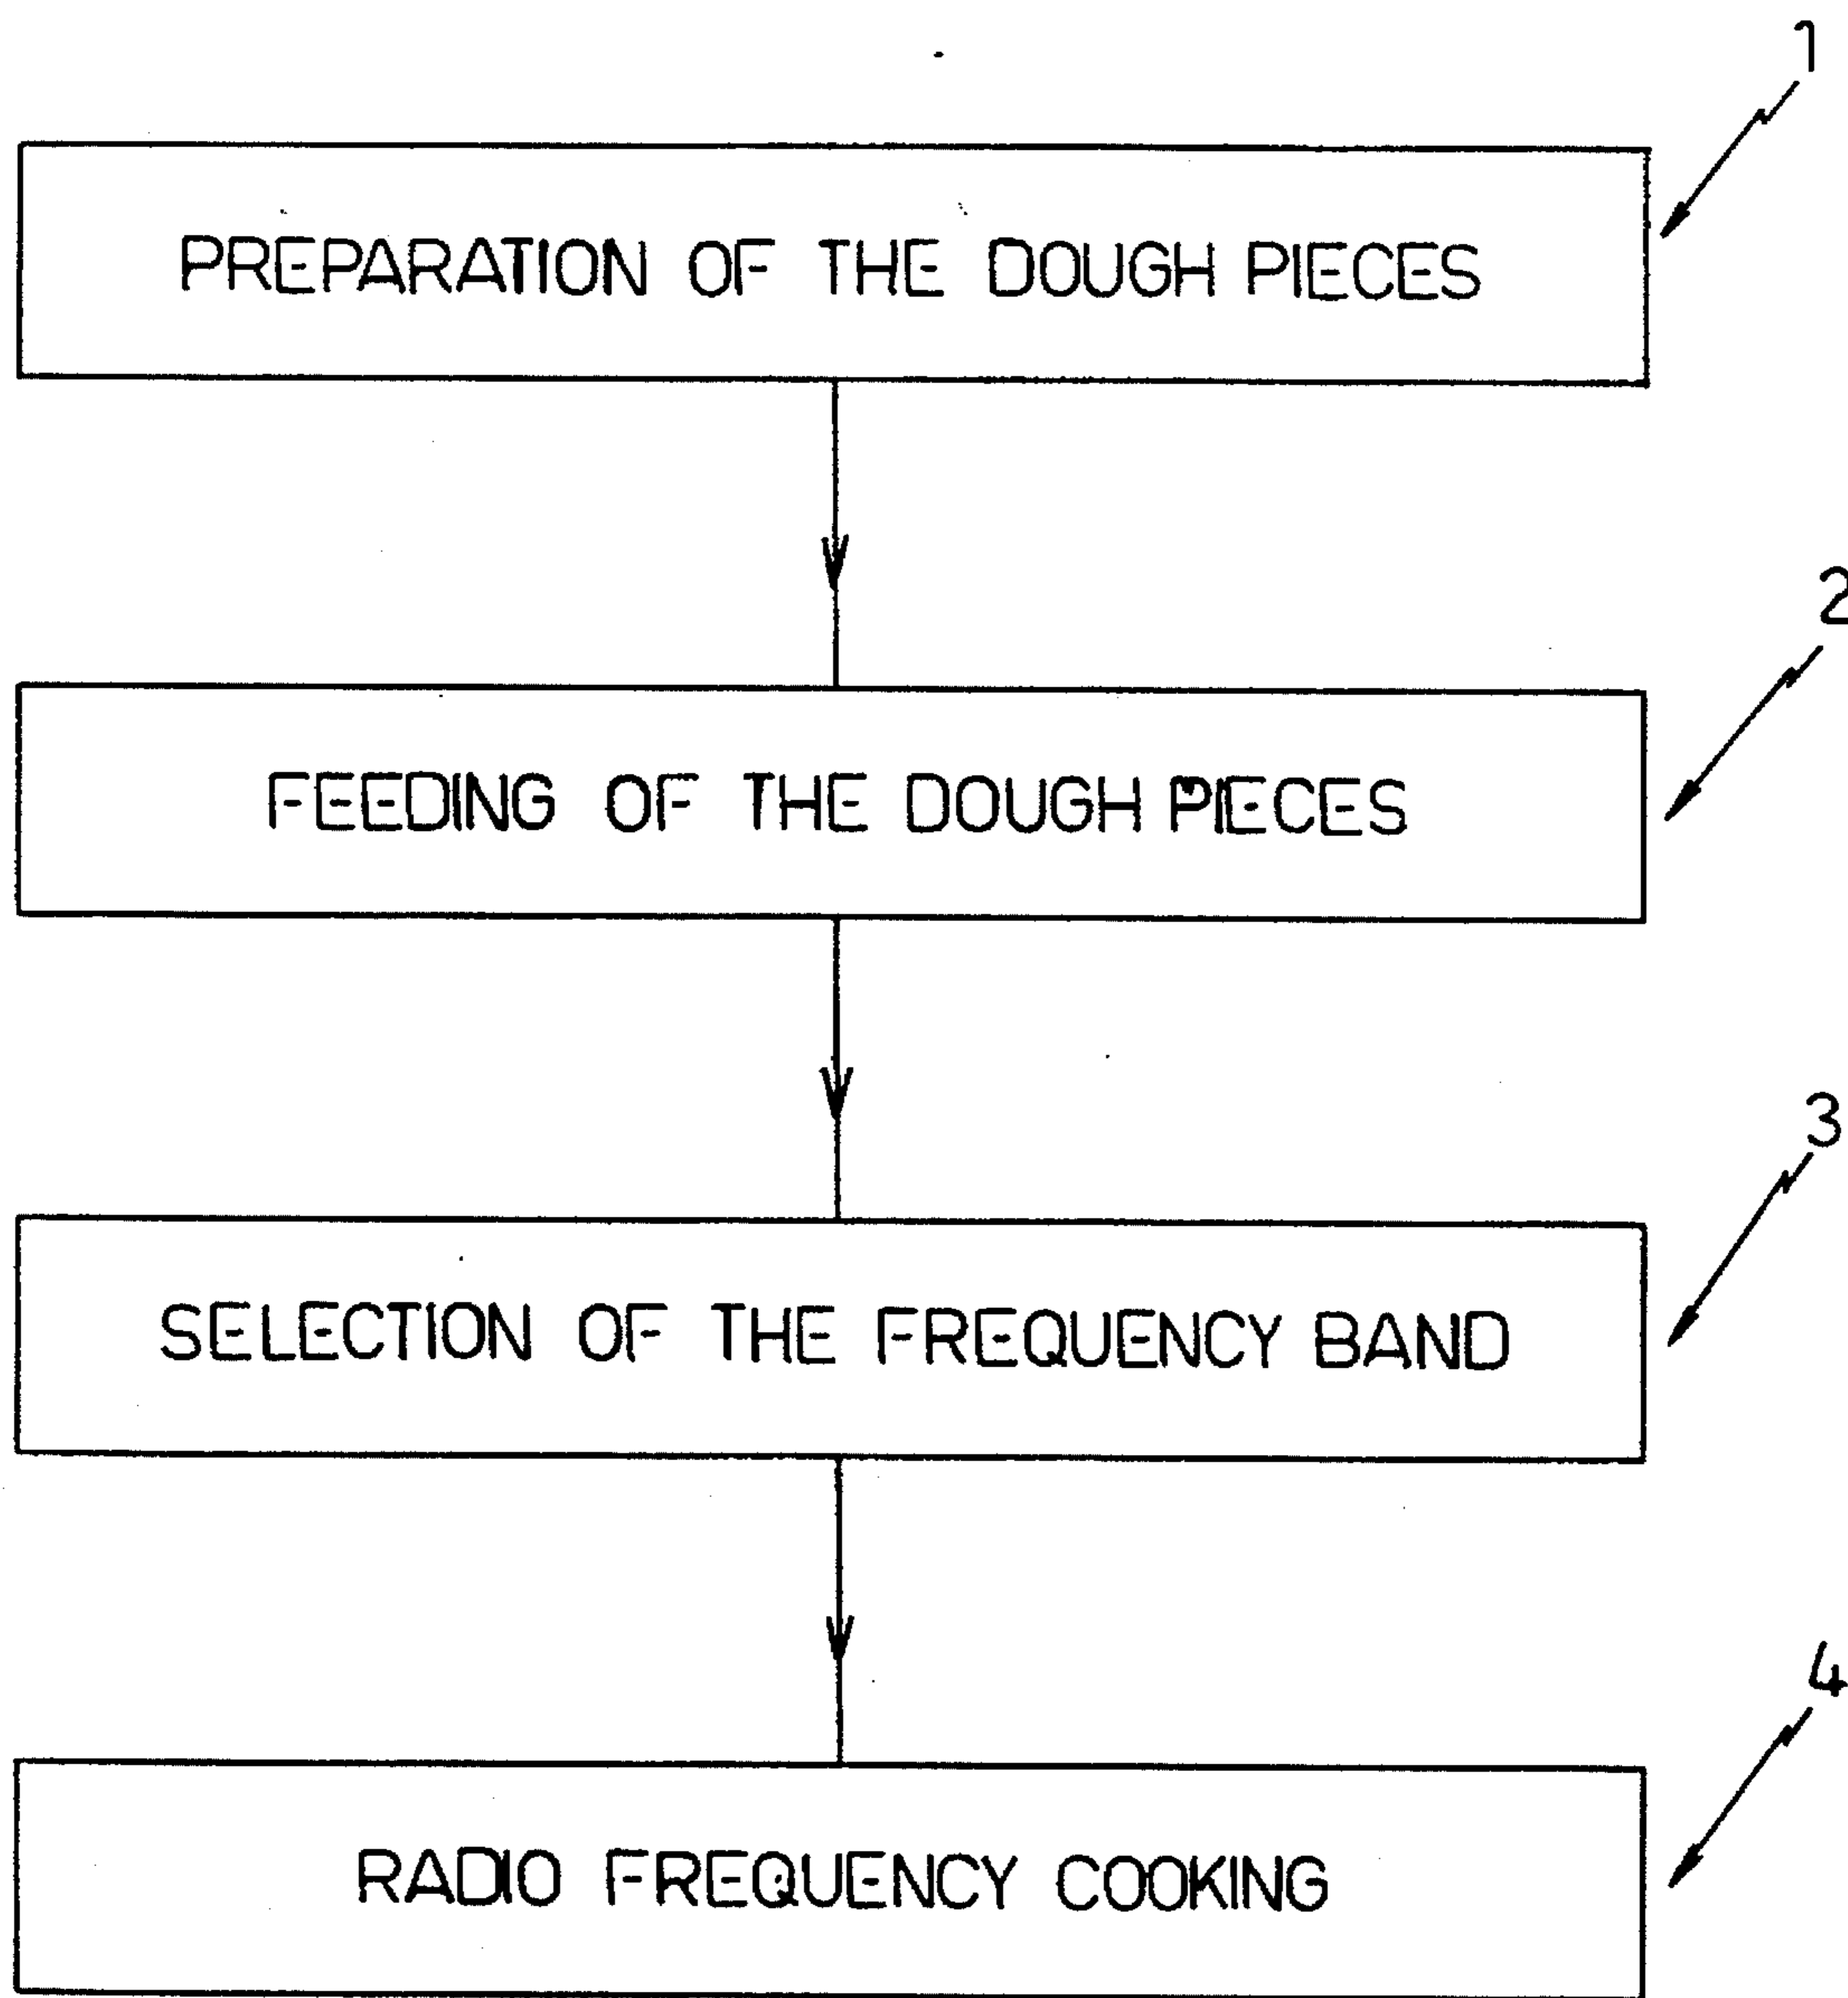 1
PREPARATION OF THE DOUGH PIECES
2
FEEDING OF THE DOUGH PIECES
3
SELECTION OF THE FREQUENCY BAND
4
RADIO FREQUENCY COOKING